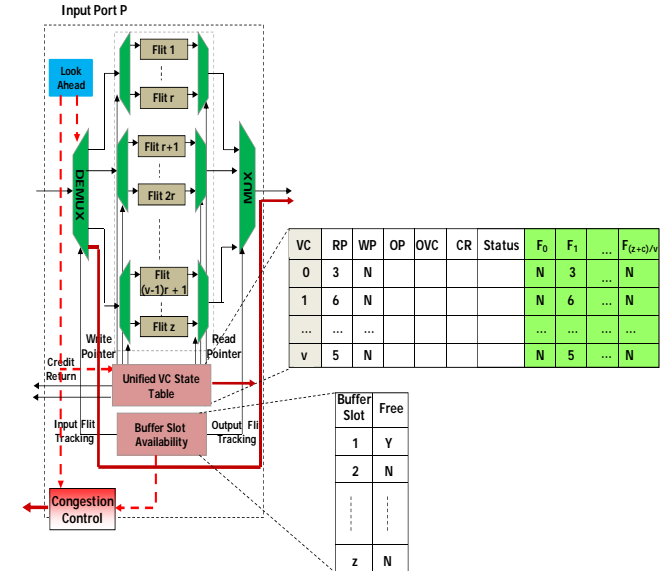 Input Port P
Look
Ahead
Flit 1
Flit r
Flit r+1
Flit 2r
Flit
(v-1)r + 1
Flit z
DEMUX
MUX
Write
Pointer
Read
Pointer
Credit
Return
Unified VC State
Table
Input Flit
Tracking
Buffer Slot
Availability
Output Fli
Tracking
Congestion
Control
VC RP WP OP OVC CR Status F0 F1 ... F(z+c)/v
0 3 N N 3 ... N
1 6 N N 6 ... N
... ... ... ... ... ... ...
v 5 N N 5 ... N
Buffer
Slot Free
1 Y
2 N
z N